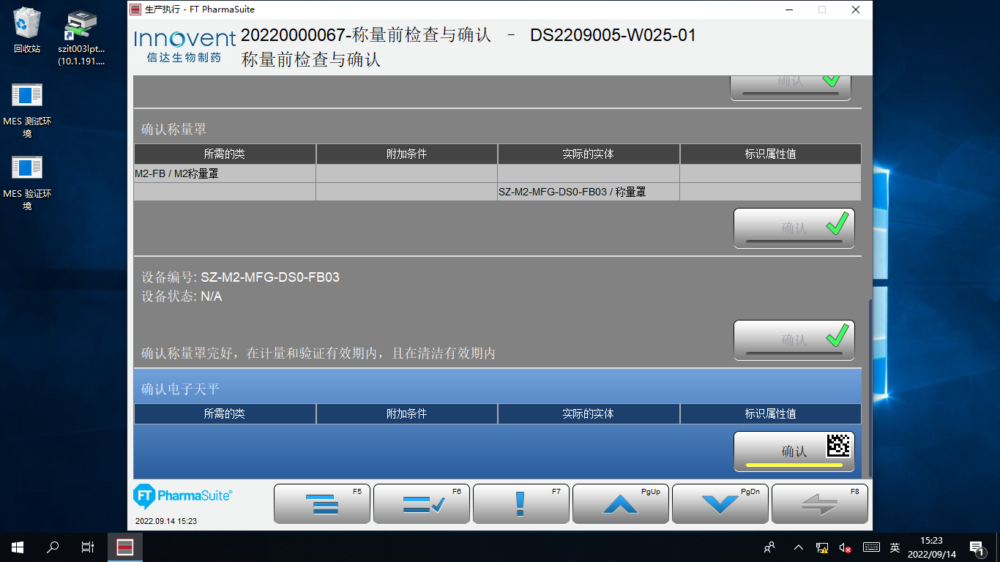 回收站
szit003lpt...
(10.1.191....
MES 测试环
境
MES 验证环
境
生产执行 - FT PharmaSuite
Innovent
信达生物制药
20220000067-称量前检查与确认 - DS2209005-W025-01
称量前检查与确认
确认
确认称量罩
所需的类 附加条件 实际的实体 标识属性值
M2-FB / M2称量罩
SZ-M2-MFG-DS0-FB03 / 称量罩
确认
设备编号: SZ-M2-MFG-DS0-FB03
设备状态: N/A
确认
确认称量罩完好，在计量和验证有效期内，且在清洁有效期内
确认电子天平
所需的类 附加条件 实际的实体 标识属性值
确认
FT PharmaSuite®
2022.09.14 15:23
F5 F6 F7 PgUp PgDn F8
英
15:23
2022/09/14
1